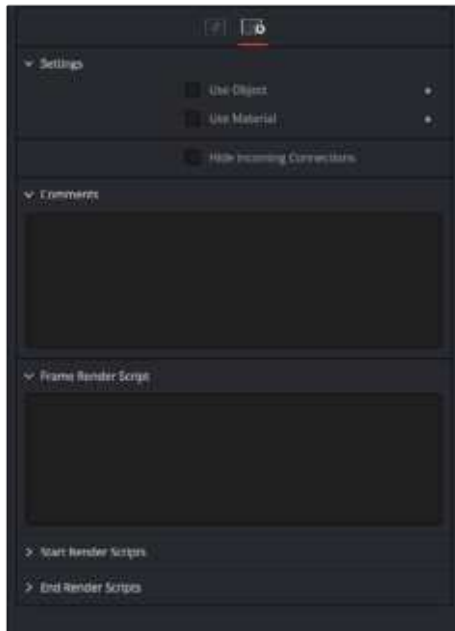 Settings
Use Object
Use Material
Hide Incoming Connections
Comments
Frame Render Script
Start Render Scripts
End Render Scripts